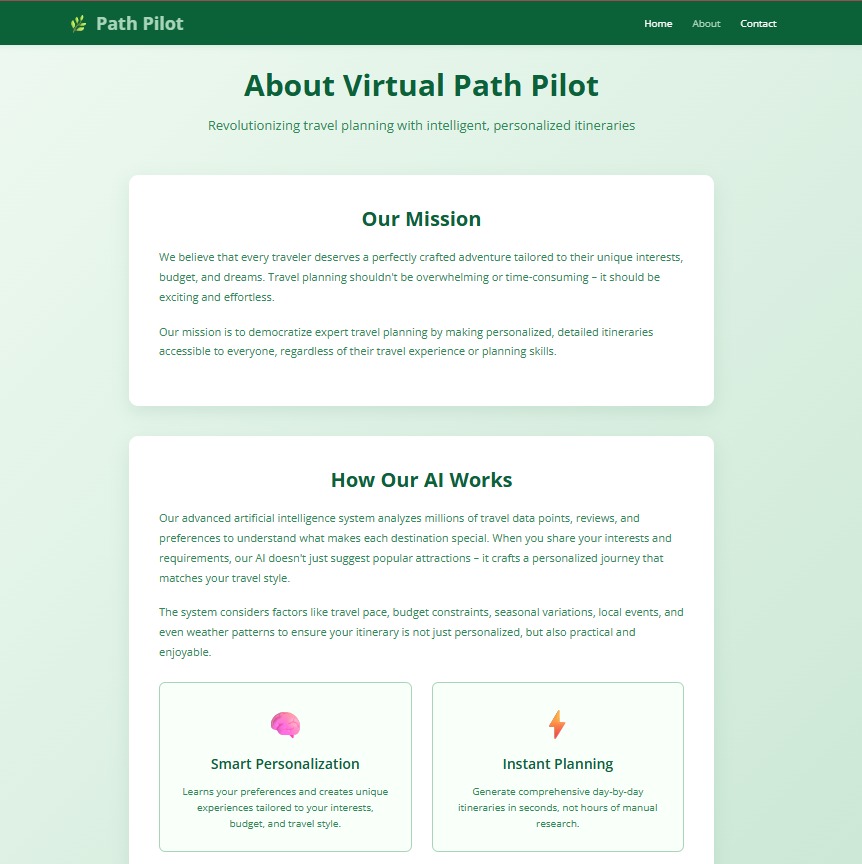 Path Pilot
Home About Contact
About Virtual Path Pilot
Revolutionizing travel planning with intelligent, personalized itineraries
Our Mission
We believe that every traveler deserves a perfectly crafted adventure tailored to their unique interests,
budget, and dreams. Travel planning shouldn't be overwhelming or time-consuming – it should be
exciting and effortless.
Our mission is to democratize expert travel planning by making personalized, detailed itineraries
accessible to everyone, regardless of their travel experience or planning skills.
How Our AI Works
Our advanced artificial intelligence system analyzes millions of travel data points, reviews, and
preferences to understand what makes each destination special. When you share your interests and
requirements, our AI doesn't just suggest popular attractions – it crafts a personalized journey that
matches your travel style.
The system considers factors like travel pace, budget constraints, seasonal variations, local events, and
even weather patterns to ensure your itinerary is not just personalized, but also practical and
enjoyable.
Smart Personalization
Learns your preferences and creates unique
experiences tailored to your interests,
budget, and travel style.
Instant Planning
Generate comprehensive day-by-day
itineraries in seconds, not hours of manual
research.